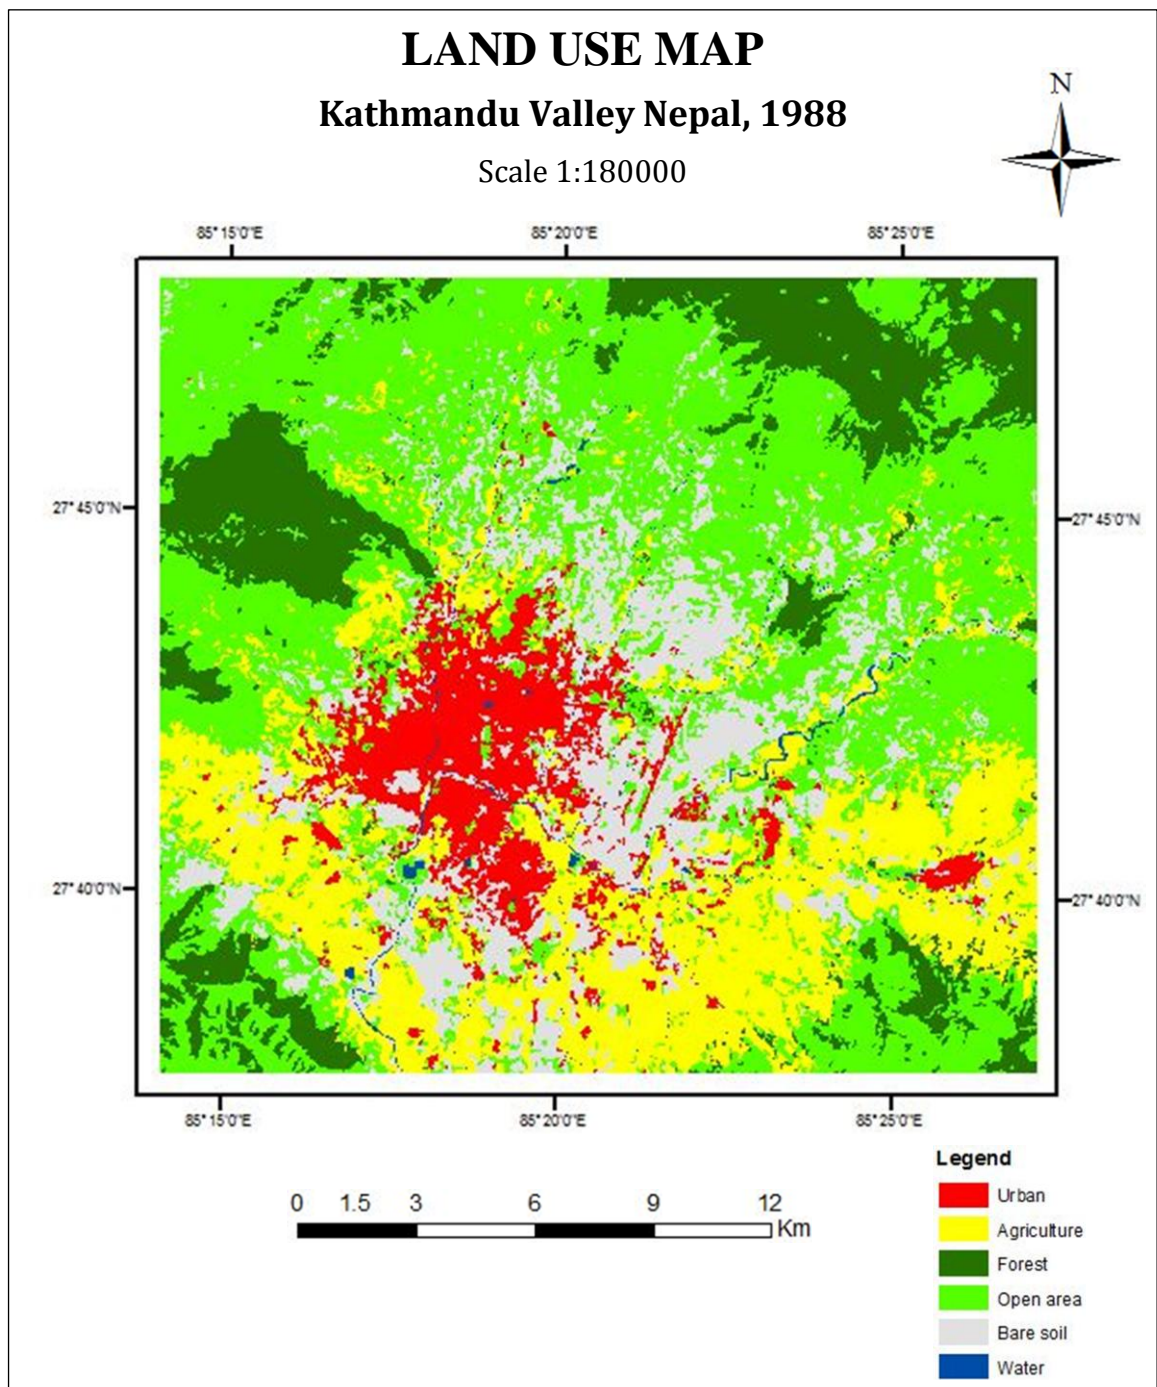 LAND USE MAP
Kathmandu Valley Nepal, 1988
Scale 1:180000
N
85°15'0"E 85°20'0"E 85°25'0"E
27°45'0"N 27°45'0"N
27°40'0"N 27°40'0"N
85°15'0"E 85°20'0"E 85°25'0"E
0 1.5 3 6 9 12
Km
Legend
Urban
Agriculture
Forest
Open area
Bare soil
Water